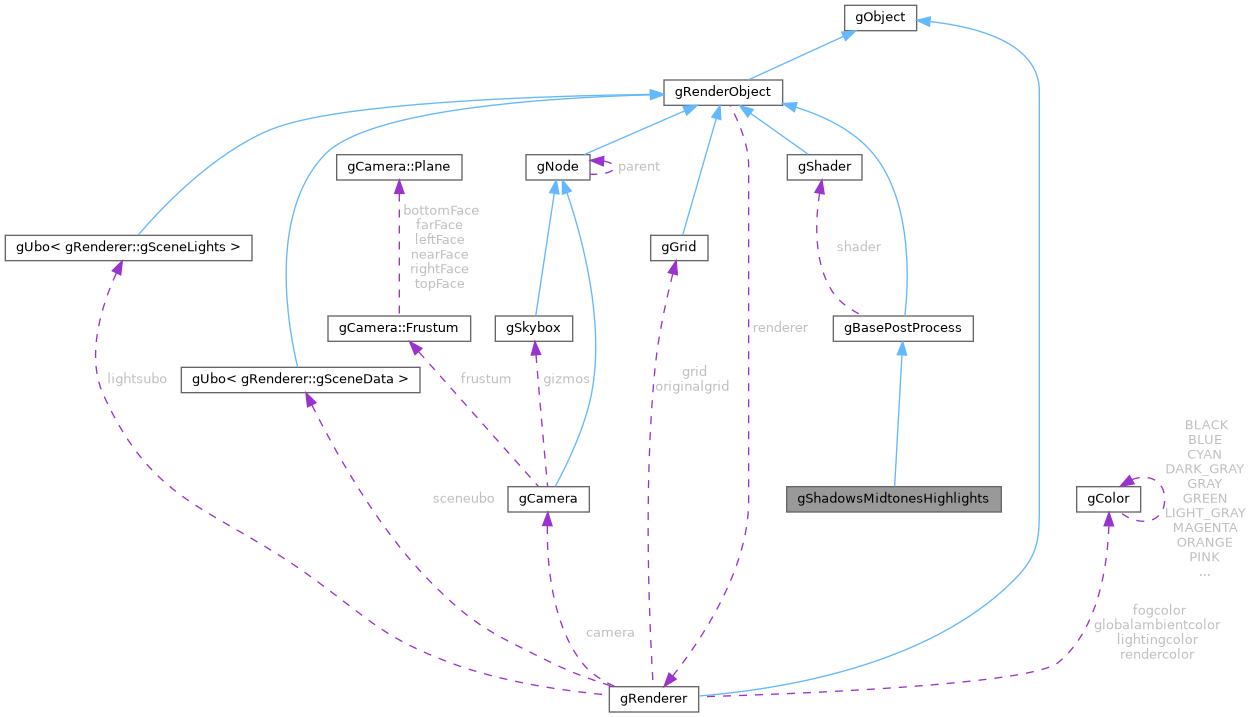 gObject
gRenderObject
gCamera::Plane
gNode
parent
gShader
bottomFace
farFace
leftFace
nearFace
rightFace
topFace
gUbo< gRenderer::gSceneLights >
gGrid
shader
gCamera::Frustum
gSkybox
renderer
gBasePostProcess
lightsubo
gUbo< gRenderer::gSceneData >
frustum
gizmos
grid
originalgrid
BLACK
BLUE
CYAN
DARK_GRAY
GRAY
GREEN
LIGHT_GRAY
MAGENTA
ORANGE
PINK
...
sceneubo
gCamera
gShadowsMidtonesHighlights
gColor
camera
fogcolor
globalambientcolor
lightingcolor
rendercolor
gRenderer